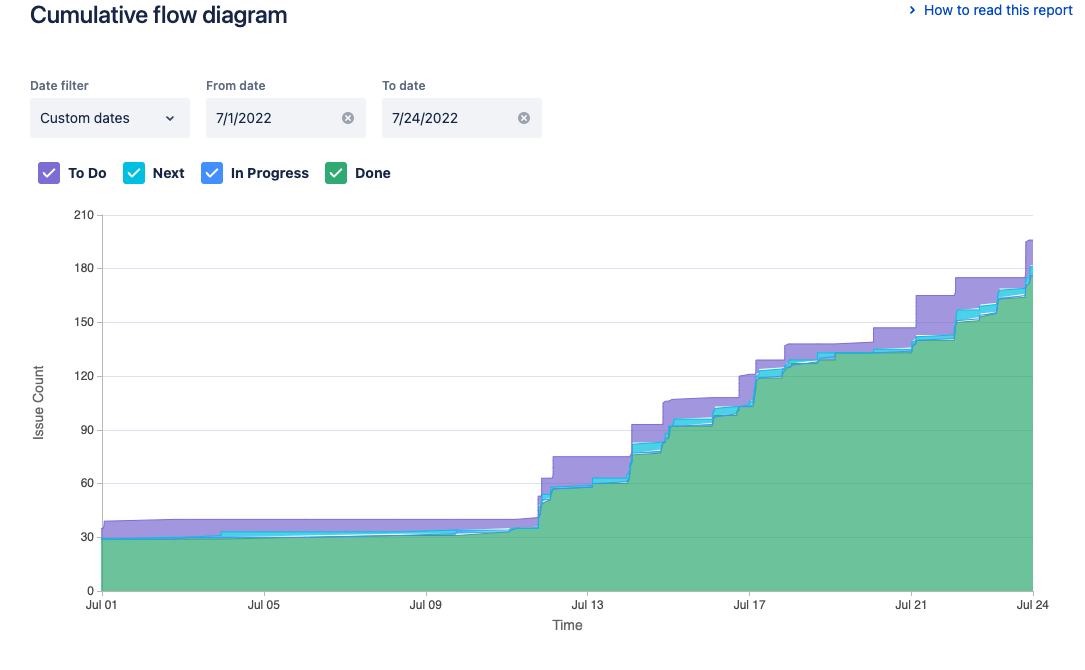 Cumulative flow diagram
How to read this report
Date filter
From date
To date
Custom dates
7/1/2022
7/24/2022
To Do
Next
In Progress
Done
210
180
150
120
90
60
30
0
Issue Count
Jul 01
Jul 05
Jul 09
Jul 13
Jul 17
Jul 21
Jul 24
Time